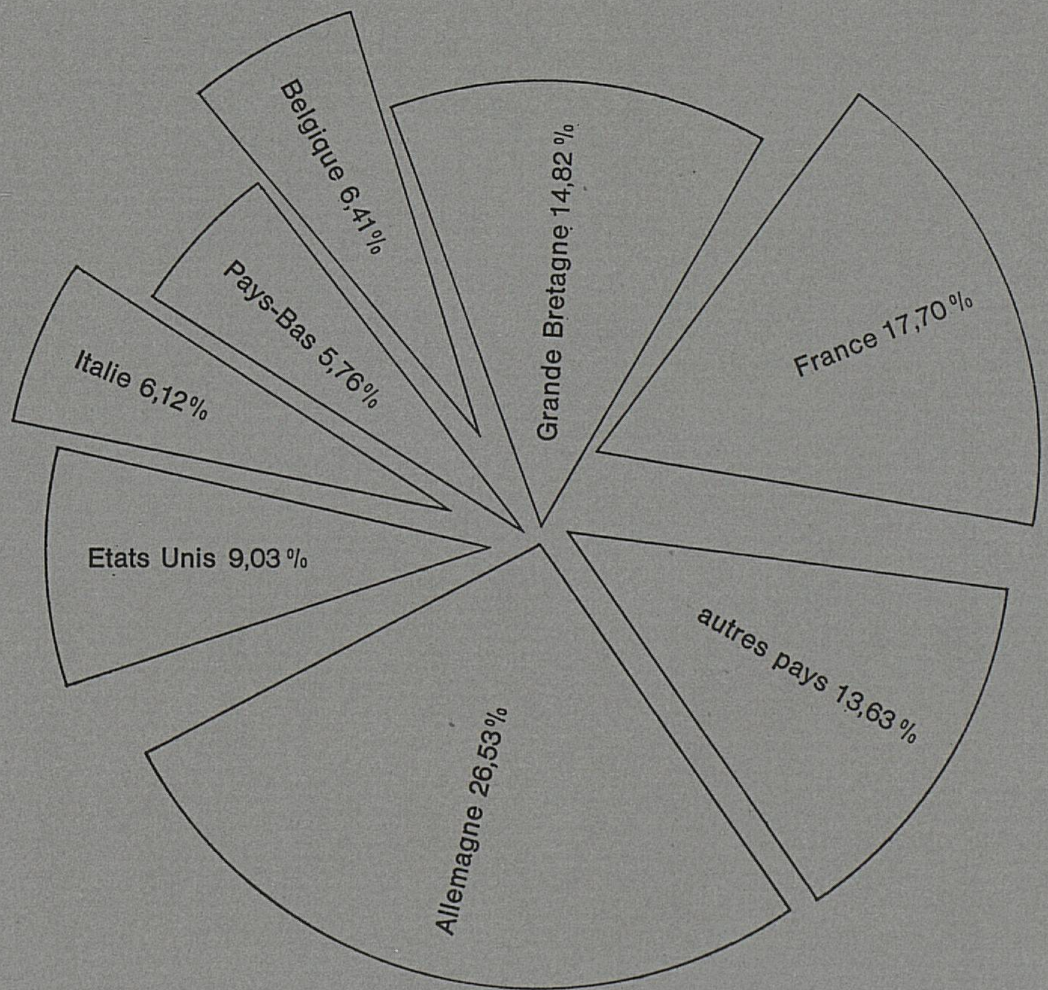 Belgique 6,41%
Grande Bretagne 14,82%
France 17,70%
Pays-Bas 5,76%
Italie 6,12%
Etats Unis 9,03%
autres pays 13,63%
Allemagne 26,53%